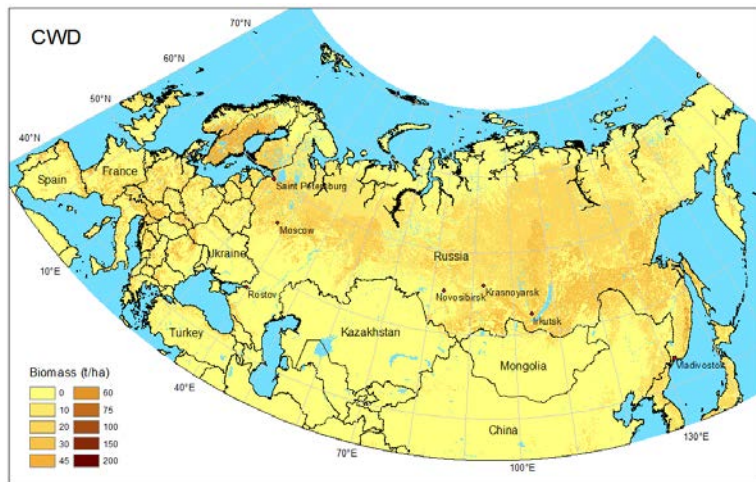 CWD
70°N
60°N
50°N
40°N
Spain
France
Saint Petersburg
Moscow
Ukraine
Russia
10°E
Rostov
Novosibirsk
Krasnoyarsk
Irkutsk
Turkey
Kazakhstan
Mongolia
Vladivostok
Biomass (t/ha)
0 60
10 75
20 100
30 150
45 200
40°E
China
130°E
70°E
100°E